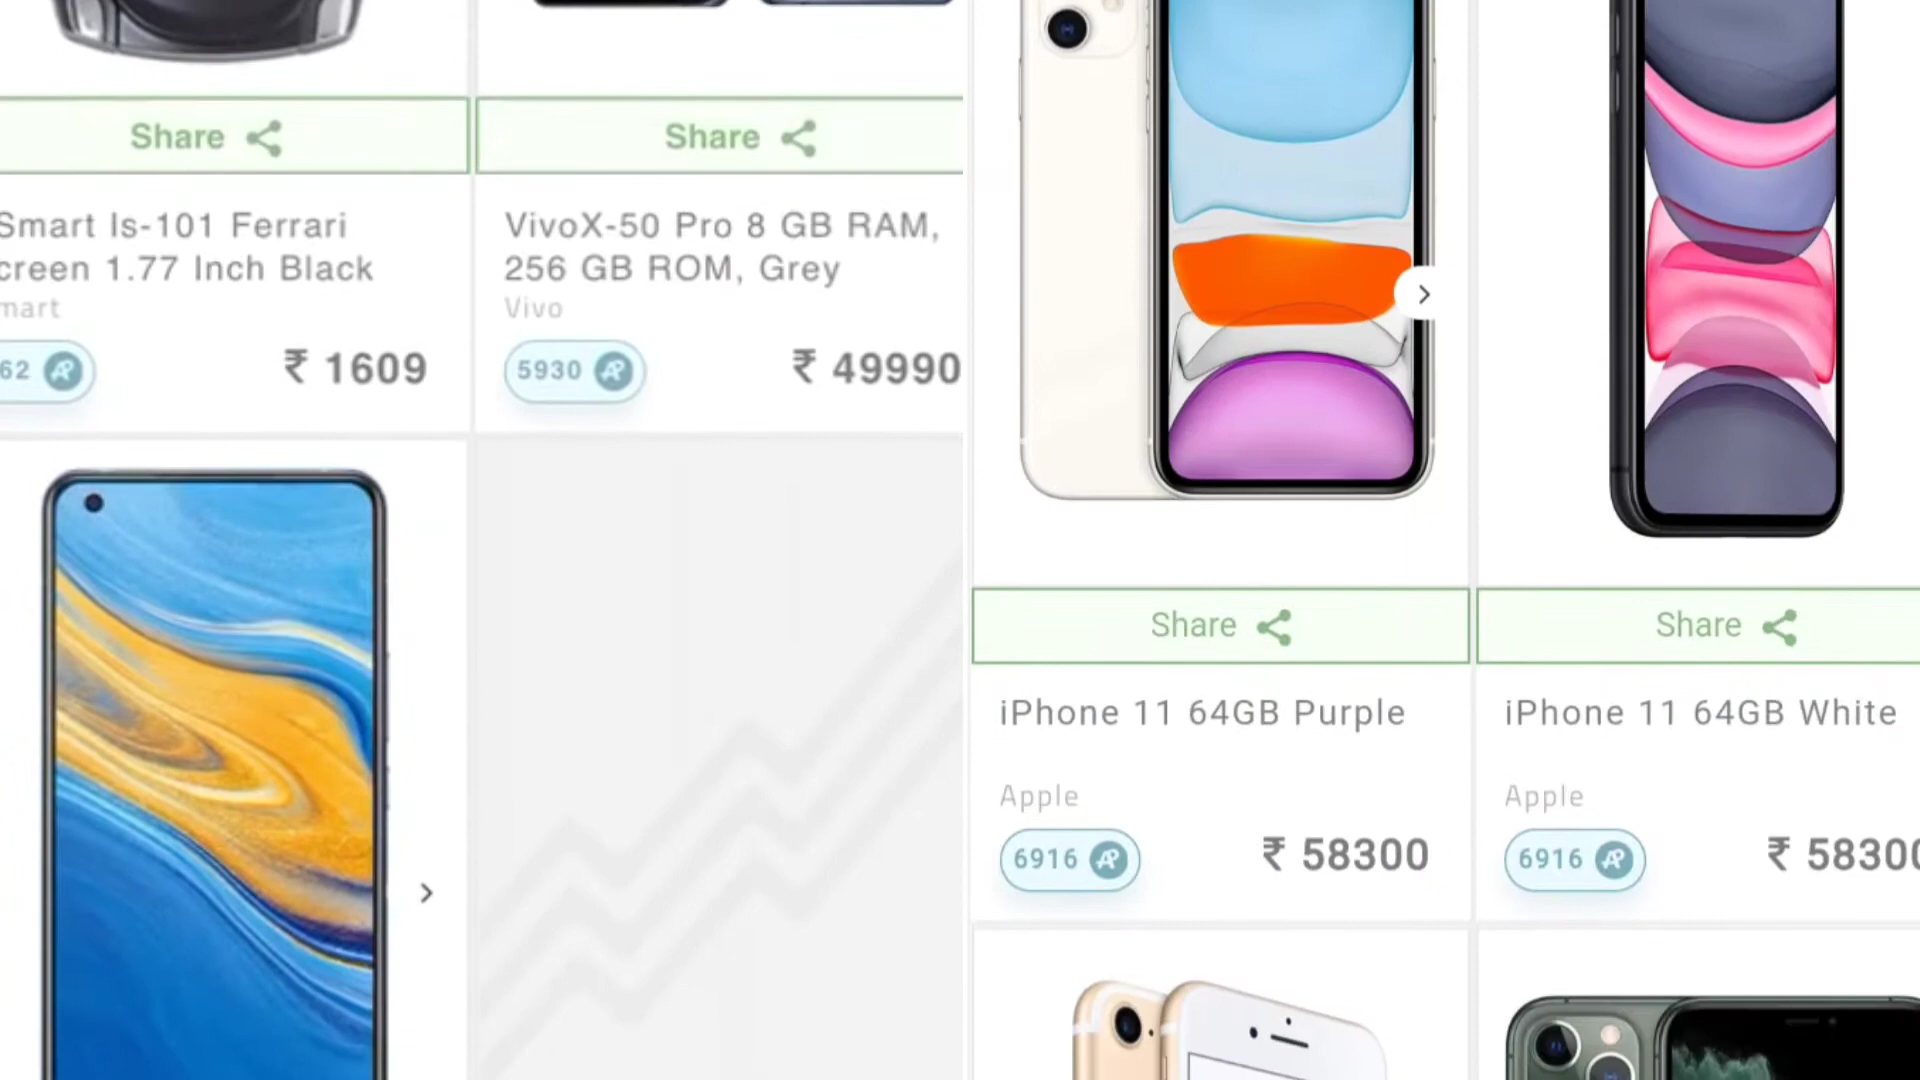 Share
Share
Smart Is-101 Ferrari
creen 1.77 Inch Black
mart
62
₹ 1609
VivoX-50 Pro 8 GB RAM,
256 GB ROM, Grey
Vivo
5930
₹ 49990
Share
Share
iPhone 11 64GB Purple
Apple
6916
₹ 58300
iPhone 11 64GB White
Apple
6916
₹ 58300